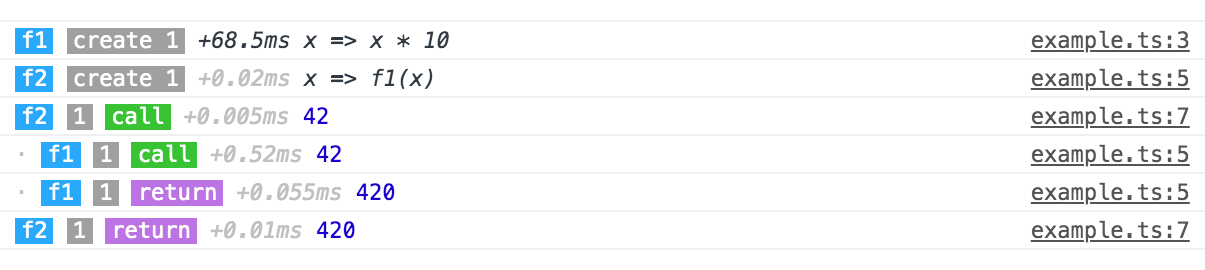 f1 create 1 +68.5ms x => x * 10 example.ts:3
f2 create 1 +0.02ms x => f1(x) example.ts:5
f2 1 call +0.005ms 42 example.ts:7
· f1 1 call +0.52ms 42 example.ts:5
· f1 1 return +0.055ms 420 example.ts:5
f2 1 return +0.01ms 420 example.ts:7